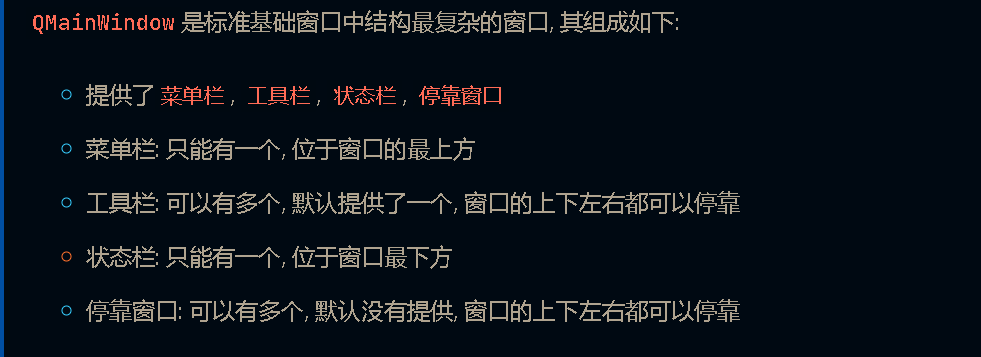 QMainWindow 是标准基础窗口中结构最复杂的窗口, 其组成如下:
提供了 菜单栏, 工具栏, 状态栏, 停靠窗口
菜单栏: 只能有一个, 位于窗口的最上方
工具栏: 可以有多个, 默认提供了一个, 窗口的上下左右都可以停靠
状态栏: 只能有一个, 位于窗口最下方
停靠窗口: 可以有多个, 默认没有提供, 窗口的上下左右都可以停靠